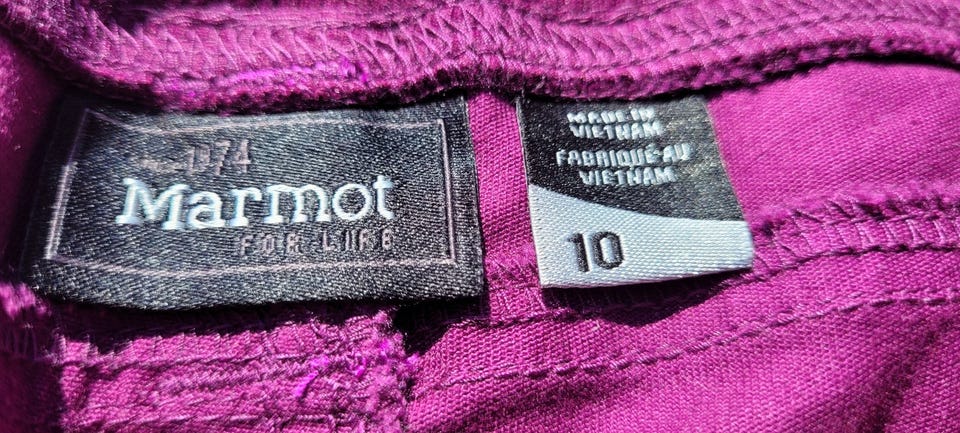 1974
Marmot
FOR LIFE
MADE IN
VIETNAM
FABRIQUÉ AU
VIETNAM
10